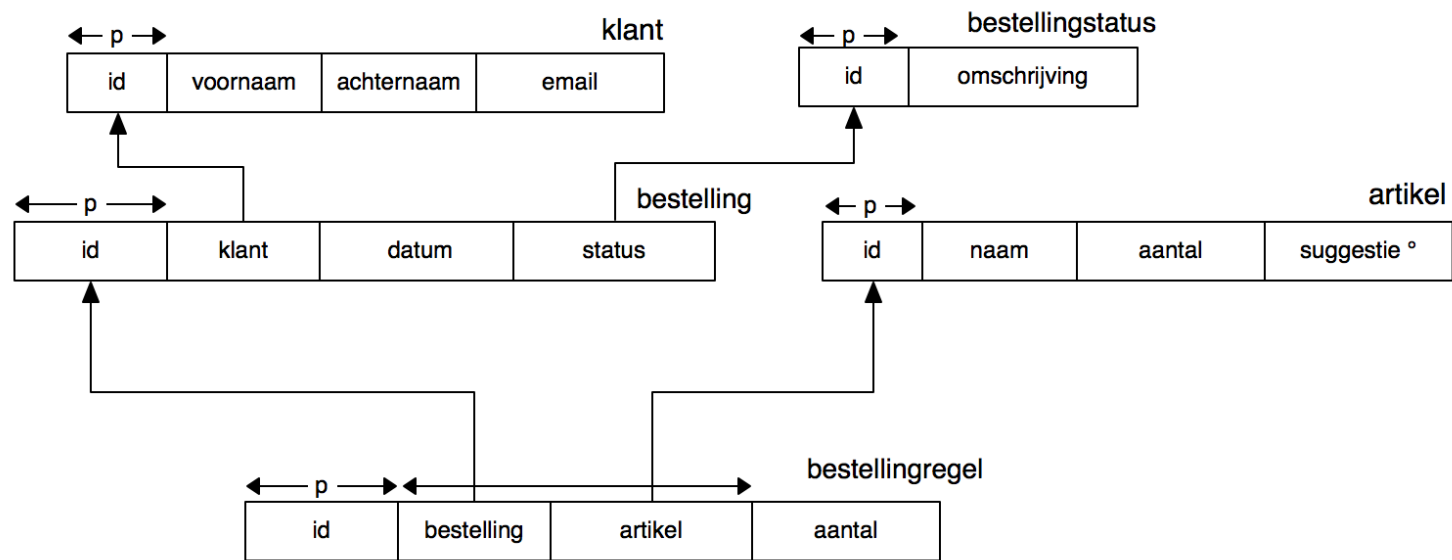 klant
p
id voornaam achternaam email
bestellingstatus
p
id omschrijving
bestelling
p
id klant datum status
artikel
p
id naam aantal suggestie °
bestellingregel
p
id bestelling artikel aantal